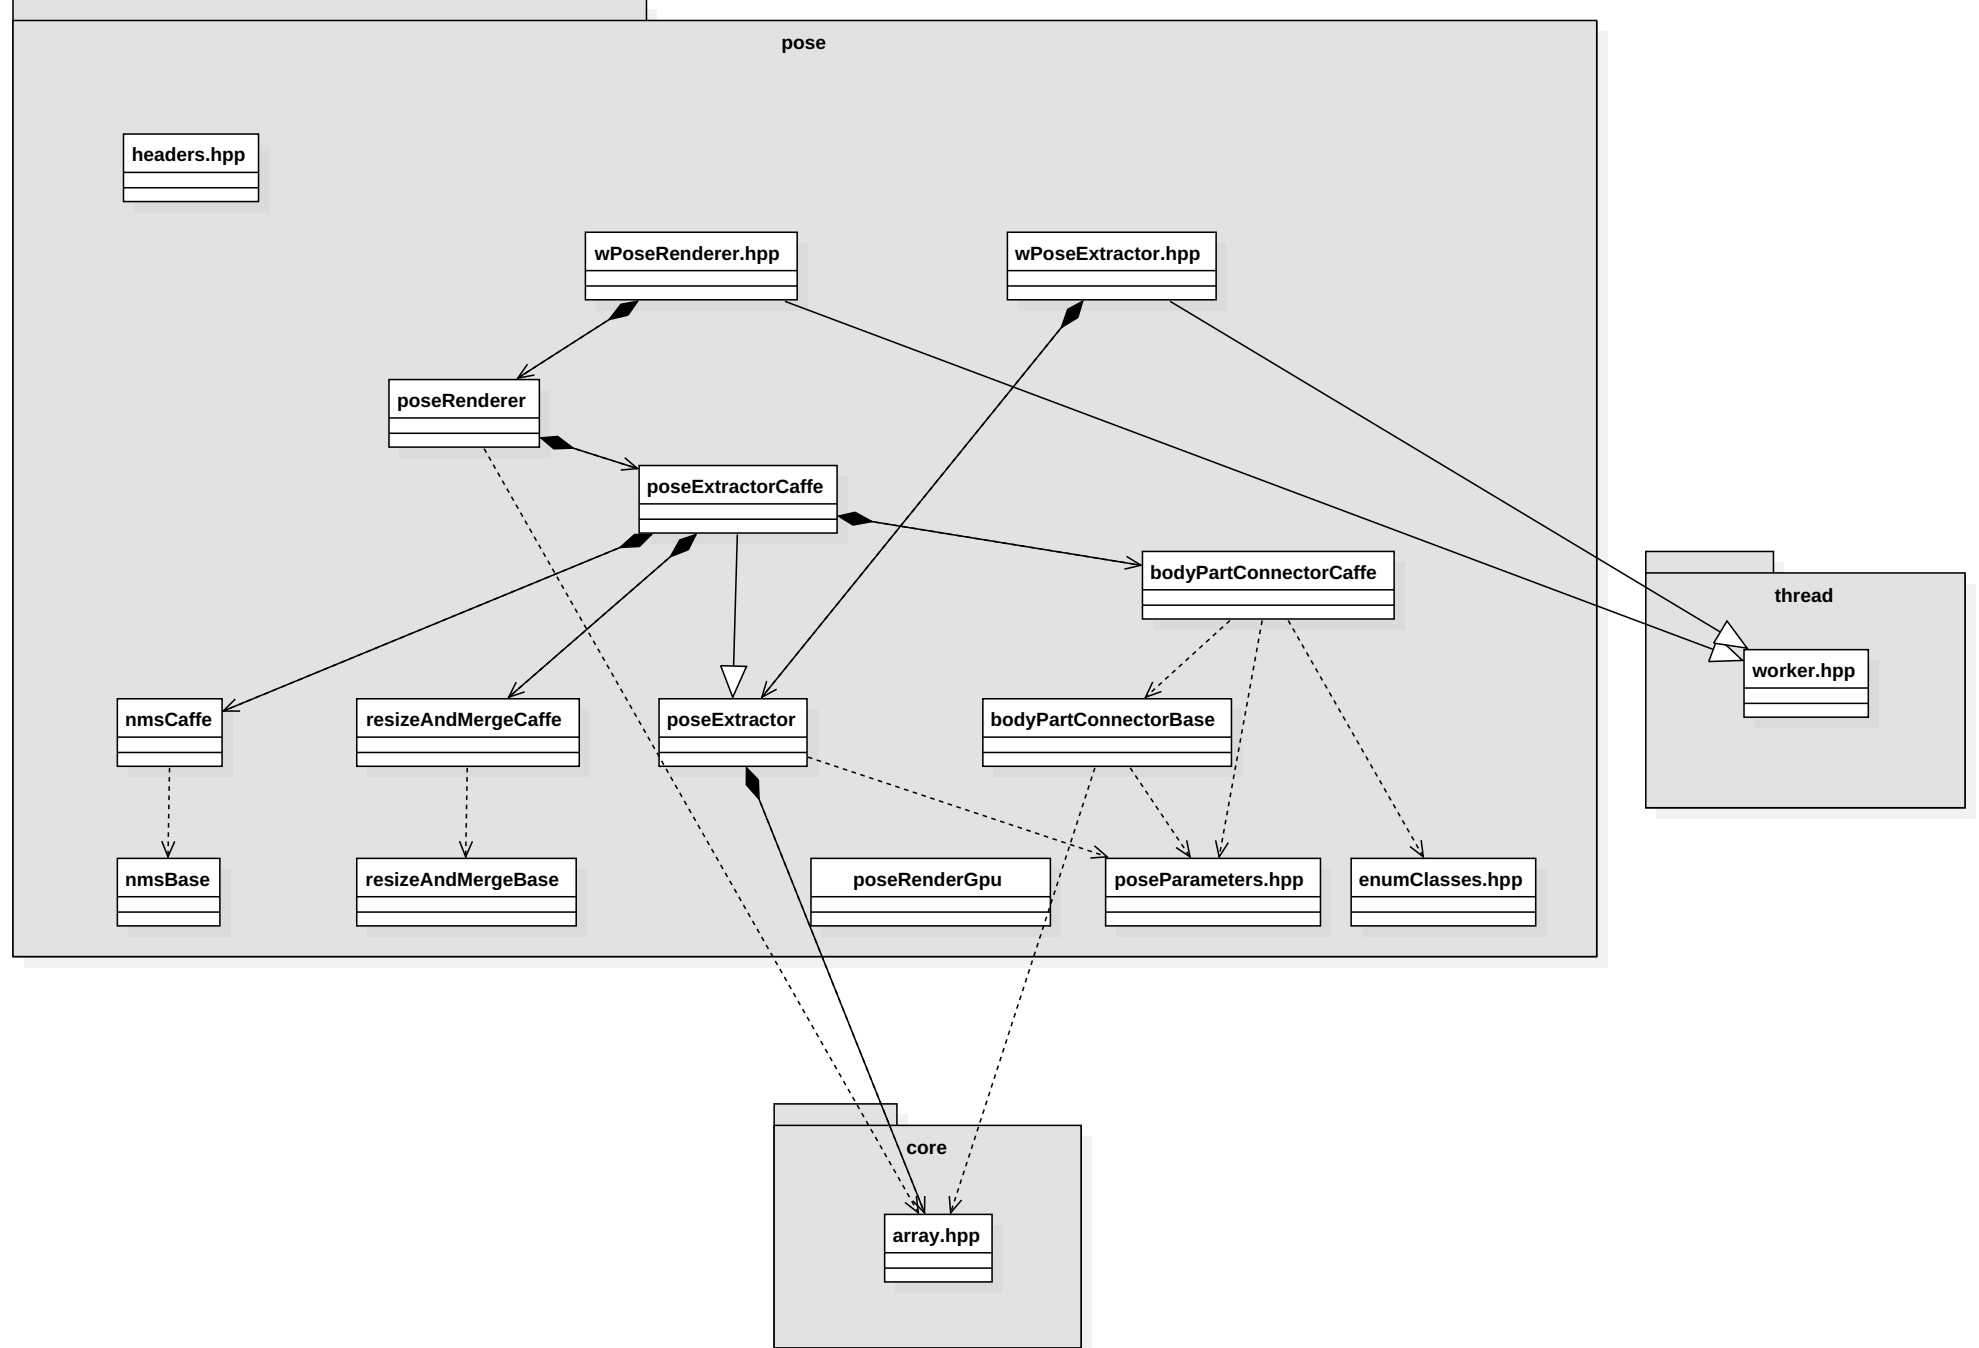 pose
headers.hpp
wPoseRenderer.hpp
wPoseExtractor.hpp
poseRenderer
poseExtractorCaffe
bodyPartConnectorCaffe
thread
worker.hpp
nmsCaffe
resizeAndMergeCaffe
poseExtractor
bodyPartConnectorBase
nmsBase
resizeAndMergeBase
poseRenderGpu
poseParameters.hpp
enumClasses.hpp
core
array.hpp